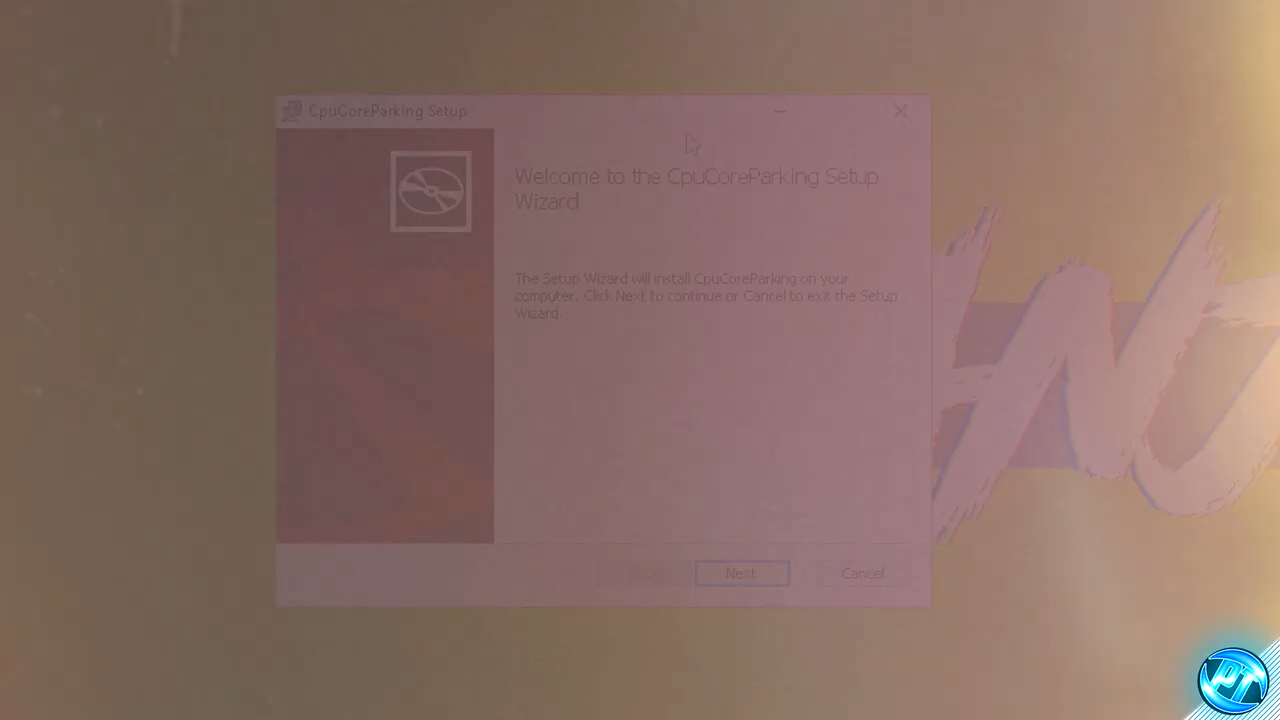 CpuCoreParking Setup
Welcome to the CpuCoreParking Setup
Wizard
The Setup Wizard will install CpuCoreParking on your
computer. Click Next to continue or Cancel to exit the Setup
Wizard.
Next
Cancel
PT